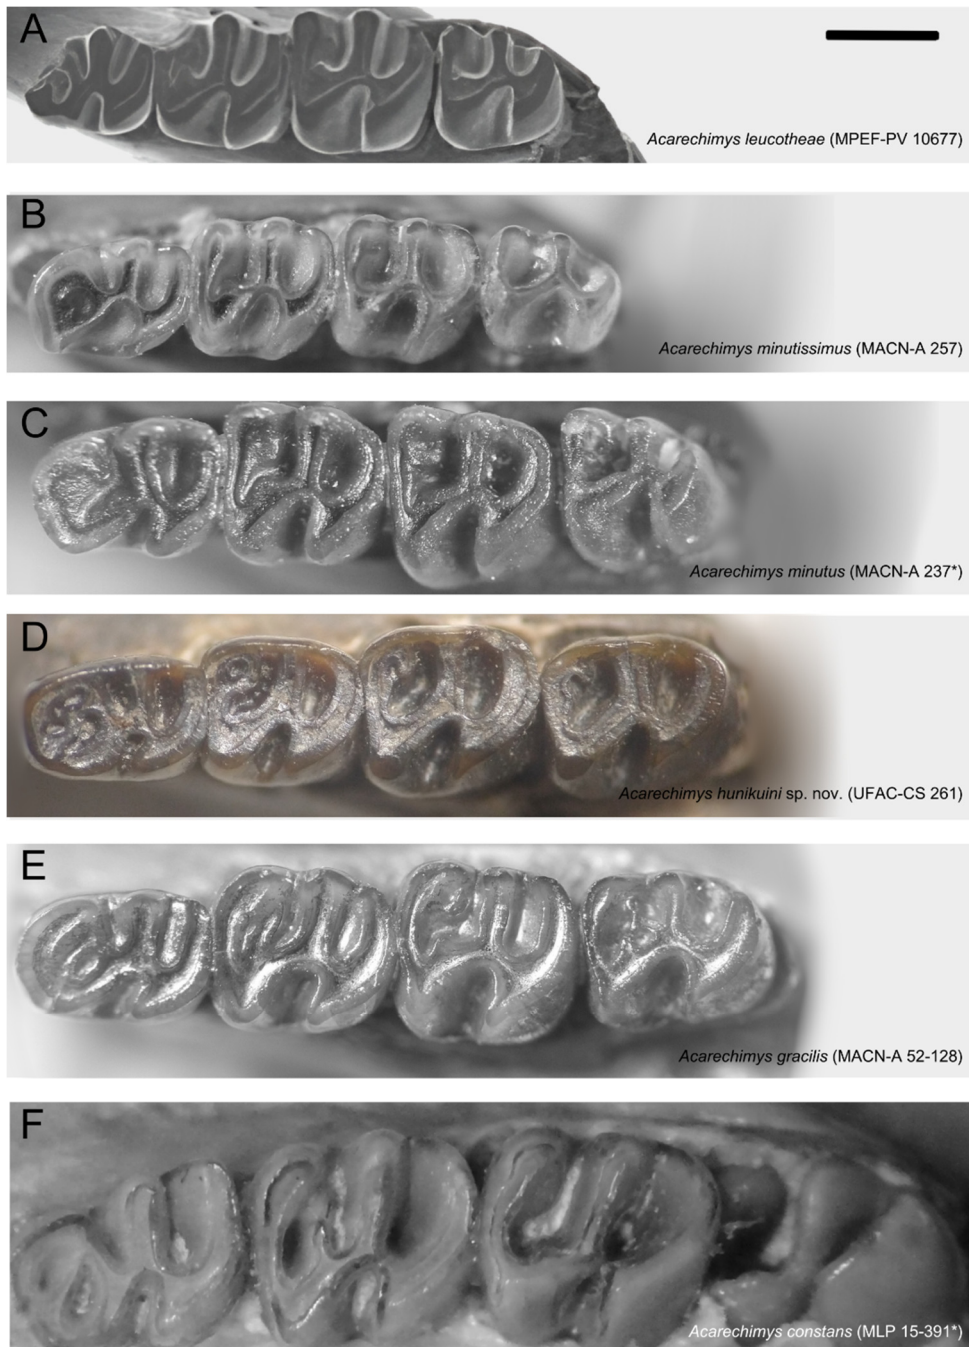 A
Acarechimys leucotheae (MPEF-PV 10677)
B
Acarechimys minutissimus (MACN-A 257)
C
Acarechimys minutus (MACN-A 237*)
D
Acarechimys hunikuini sp. nov. (UFAC-CS 261)
E
Acarechimys gracilis (MACN-A 52-128)
F
Acarechimys constans (MLP 15-391*)